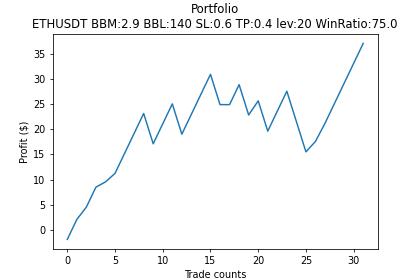 Portfolio
ETHUSDT BBM:2.9 BBL:140 SL:0.6 TP:0.4 lev:20 WinRatio:75.0
Profit ($)
35
30
25
20
15
10
5
0
0 5 10 15 20 25 30
Trade counts